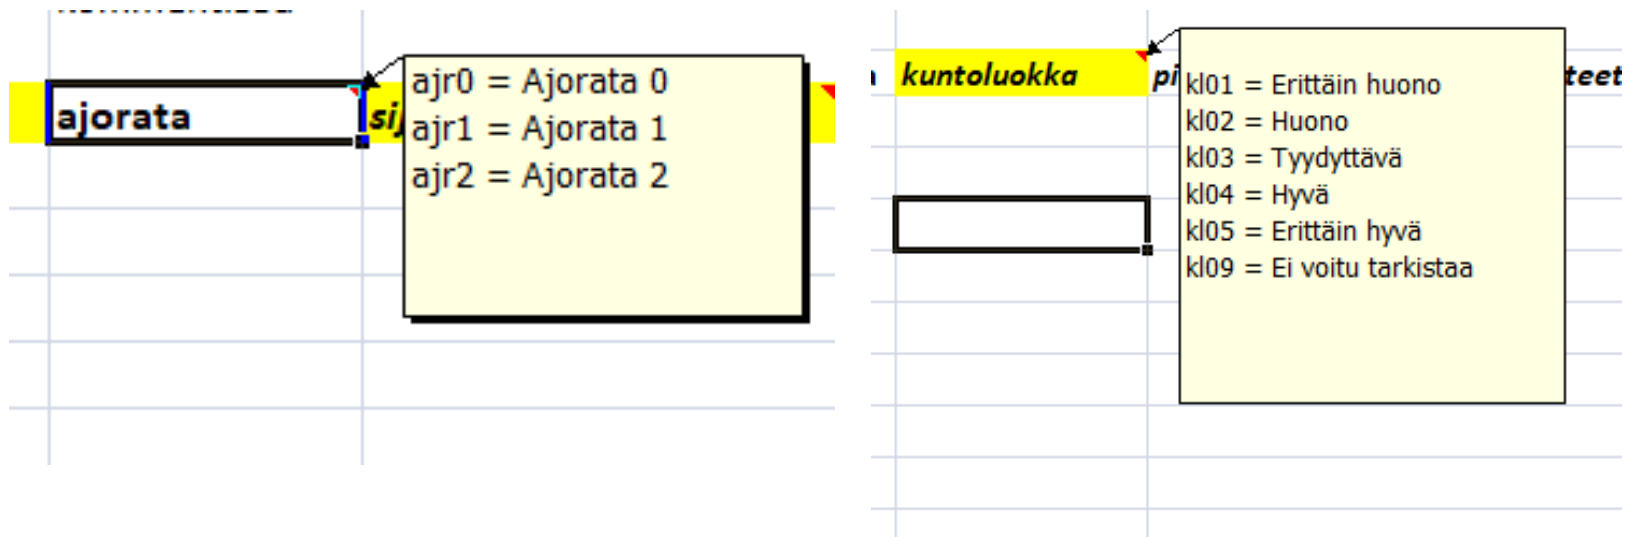 ajorata
ajr0 = Ajorata 0
ajr1 = Ajorata 1
ajr2 = Ajorata 2
kuntoluokka
kl01 = Erittäin huono
kl02 = Huono
kl03 = Tyydyttävä
kl04 = Hyvä
kl05 = Erittäin hyvä
kl09 = Ei voitu tarkistaa